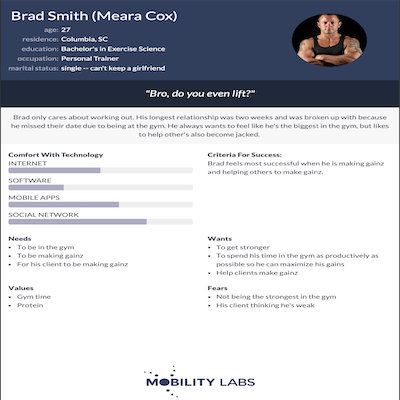 Brad Smith (Meara Cox)
age: 27
residence: Columbia, SC
education: Bachelor's in Exercise Science
occupation: Personal Trainer
marital status: single -- can't keep a girlfriend
"Bro, do you even lift?"
Brad only cares about working out. His longest relationship was two weeks and was broken up with because
he missed their date due to being at the gym. He always wants to feel like he's the biggest in the gym, but likes
to help other's also become jacked.
Comfort With Technology
INTERNET
SOFTWARE
MOBILE APPS
SOCIAL NETWORK
Criteria For Success:
Brad feels most successful when he is making gainz
and helping others to make gainz.
Needs
To be in the gym
To be making gainz
For his client to be making gainz
Wants
To get stronger
To spend his time in the gym as productively as
possible so he can maximize his gains
Help clients make gainz
Values
Gym time
Protein
Fears
Not being the strongest in the gym
His client thinking he's weak
MOBILITY LABS